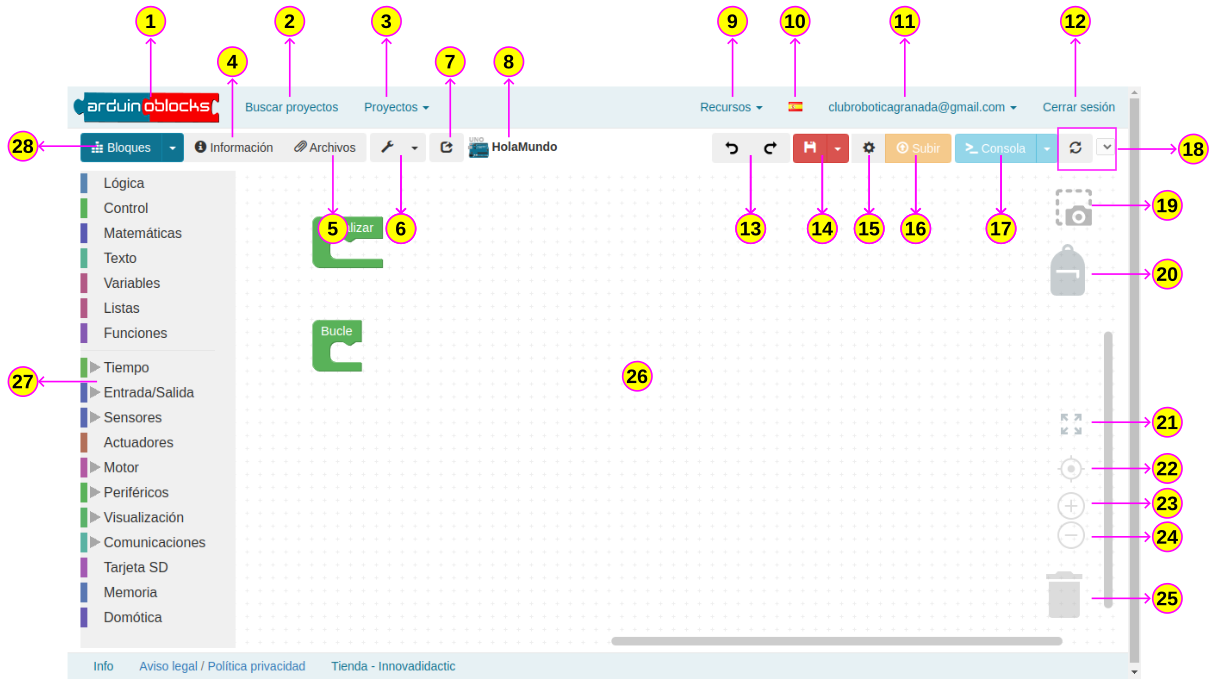 1 2 3 9 10 11 12
4 7 8
arduinoblocks Buscar proyectos Proyectos Recursos clubroboticagranada@gmail.com Cerrar sesión
28 Bloques Información Archivos UNO HolaMundo Subir Consola 18
Lógica
Control 19
Matemáticas 5 lizar 6 13 14 15 16 17
Texto
Variables 20
Listas
Funciones Bucle
Tiempo
27 26
Entrada/Salida
Sensores 21
Actuadores
Motor 22
Periféricos 23
Visualización 24
Comunicaciones
Tarjeta SD
Memoria 25
Domótica
Info Aviso legal / Política privacidad Tienda - Innovadidactic